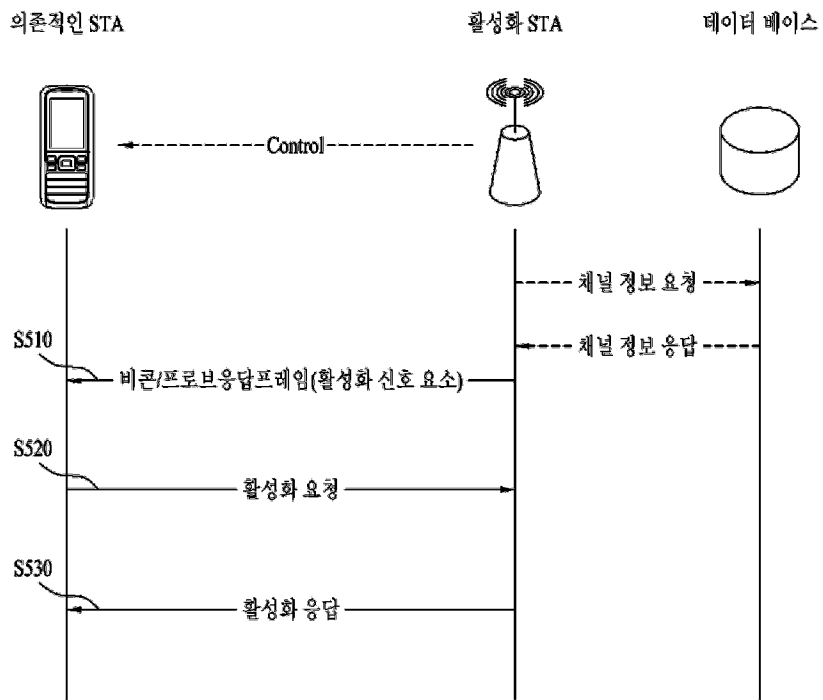 의존적인 STA
활성화 STA
데이터 베이스
Control
채널 정보 요청
채널 정보 응답
S510
비콘/프로브응답프레임(활성화 신호 요소)
S520
활성화 요청
S530
활성화 응답